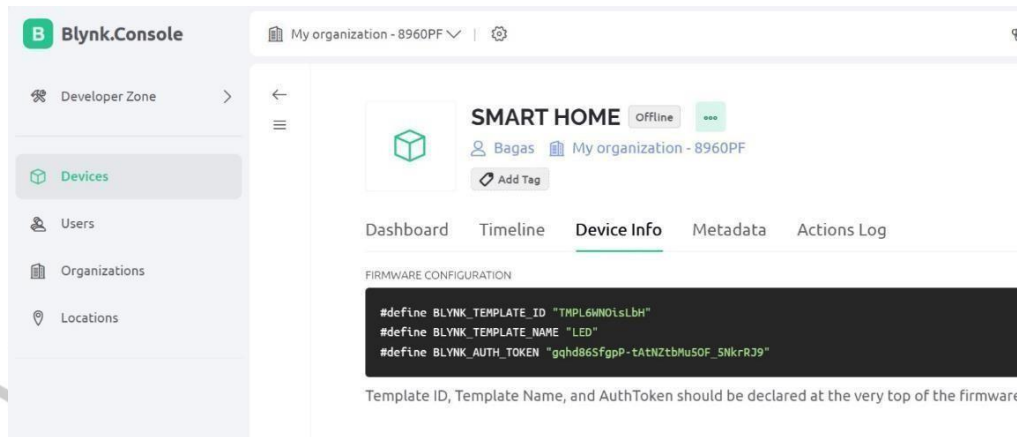 B Blynk.Console
My organization - 8960PF
Developer Zone
Devices
Users
Organizations
Locations
SMART HOME Offline
Bagas My organization - 8960PF
Add Tag
Dashboard Timeline Device Info Metadata Actions Log
FIRMWARE CONFIGURATION
#define BLYNK_TEMPLATE_ID "TMPL6WNOisLbH"
#define BLYNK_TEMPLATE_NAME "LED"
#define BLYNK_AUTH_TOKEN "gqhd86SfgpP-tAtNZtbMu5OF_5NkrRJ9"
Template ID, Template Name, and AuthToken should be declared at the very top of the firmware